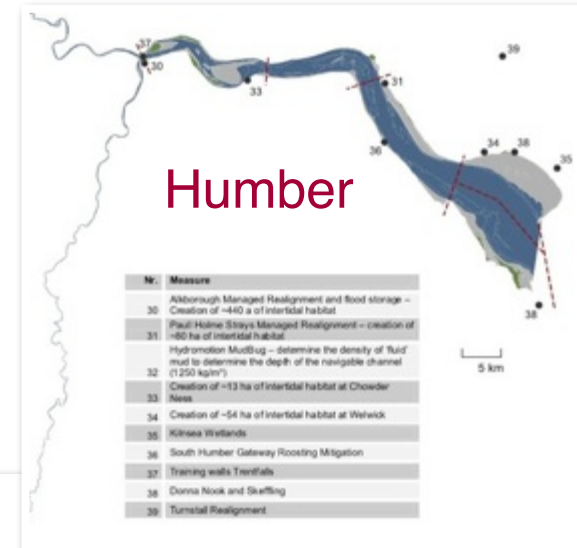 37
39
30
33
31
36
34
38
35
Humber
38
5 km
Nr. Measure
30 Alkborough Managed Realignment and flood storage –
Creation of ~440 a of intertidal habitat
31 Paull Holme Strays Managed Realignment – creation of
~80 ha of intertidal habitat
32 Hydromotion MudBug – determine the density of 'fluid'
mud to determine the depth of the navigable channel
(1250 kg/m³)
33 Creation of ~13 ha of intertidal habitat at Chowder
Ness
34 Creation of ~54 ha of intertidal habitat at Welwick
35 Kilnsea Wetlands
36 South Humber Gateway Roosting Mitigation
37 Training walls Trentfalls
38 Donna Nook and Skeffling
39 Turnstall Realignment